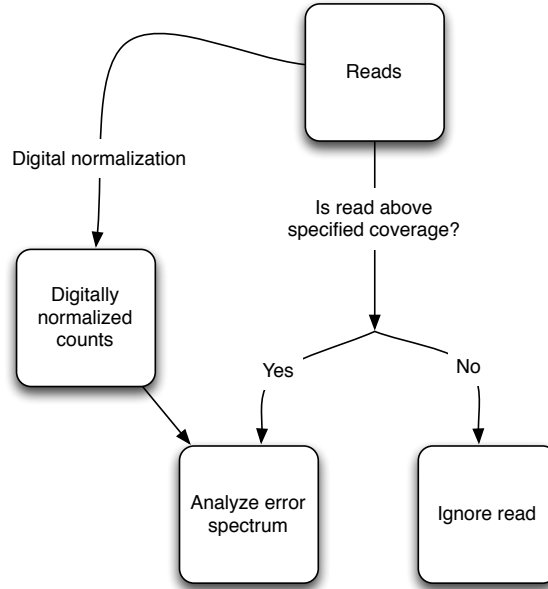 Reads
Digital normalization
Is read above
specified coverage?
Digitally
normalized
counts
Yes
No
Analyze error
spectrum
Ignore read